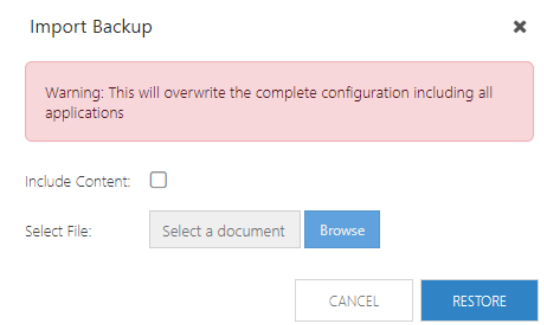 Import Backup
Warning: This will overwrite the complete configuration including all
applications
Include Content:
Select File: Select a document Browse
CANCEL RESTORE